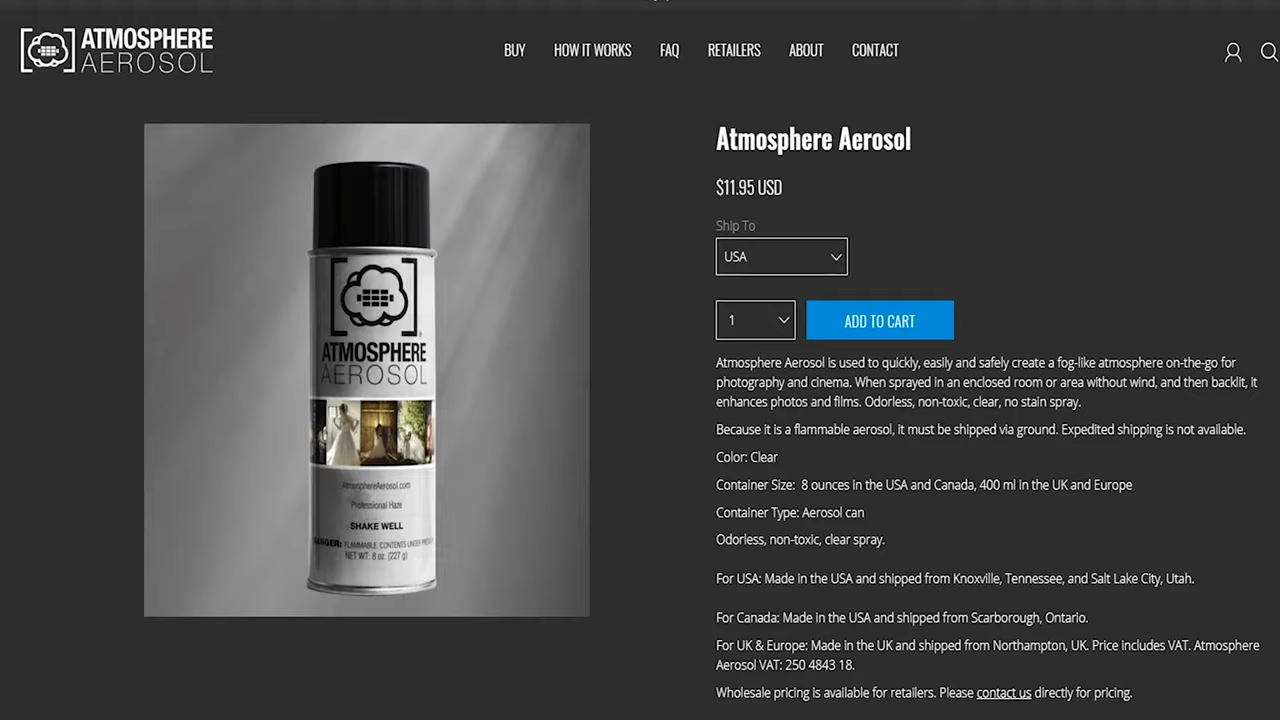 ATMOSPHERE
AEROSOL
BUY HOW IT WORKS FAQ RETAILERS ABOUT CONTACT
ATMOSPHERE
AEROSOL
AtmosphereAerosol.com
Professional Haze
SHAKE WELL
DANGER: FLAMMABLE, CONTENTS UNDER
NET WT: 8 oz. (227 g)
Atmosphere Aerosol
$11.95 USD
Ship To
USA
1
ADD TO CART
Atmosphere Aerosol is used to quickly, easily and safely create a fog-like atmosphere on-the-go for
photography and cinema. When sprayed in an enclosed room or area without wind, and then backlit, it
enhances photos and films. Odorless, non-toxic, clear, no stain spray.
Because it is a flammable aerosol, it must be shipped via ground. Expedited shipping is not available.
Color: Clear
Container Size: 8 ounces in the USA and Canada, 400 ml in the UK and Europe
Container Type: Aerosol can
Odorless, non-toxic, clear spray.
For USA: Made in the USA and shipped from Knoxville, Tennessee, and Salt Lake City, Utah.
For Canada: Made in the USA and shipped from Scarborough, Ontario.
For UK & Europe: Made in the UK and shipped from Northampton, UK. Price includes VAT. Atmosphere
Aerosol VAT: 250 4843 18.
Wholesale pricing is available for retailers. Please contact us directly for pricing.